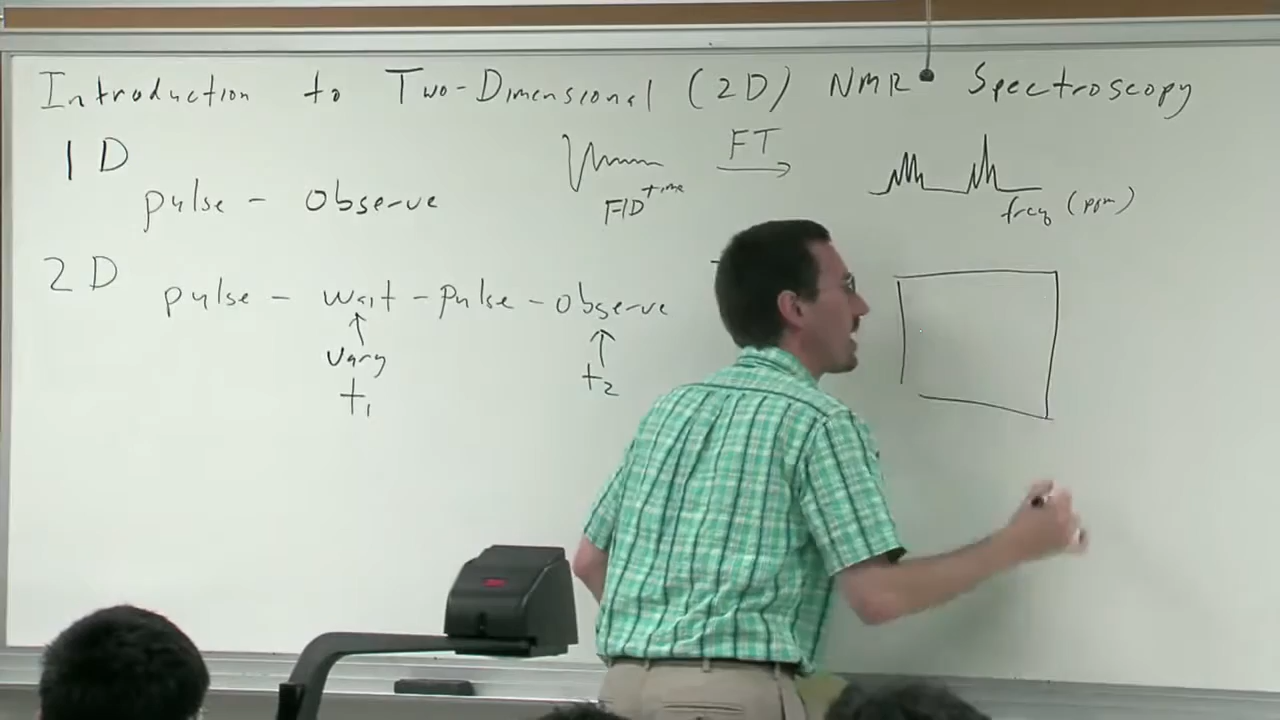 Introduction to Two-Dimensional (2D) NMR Spectroscopy
1D
FT
pulse - observe
time
FID
freq (ppm)
2D
pulse - wait - pulse - observe
vary
t1
t2